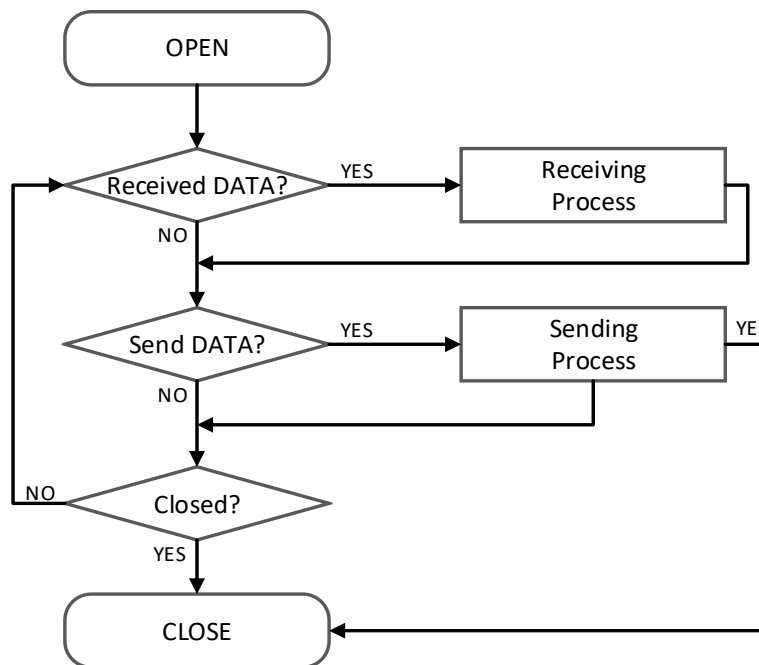 OPEN
Received DATA?
YES
Receiving
Process
NO
Send DATA?
YES
Sending
Process
YE
NO
Closed?
NO
YES
CLOSE